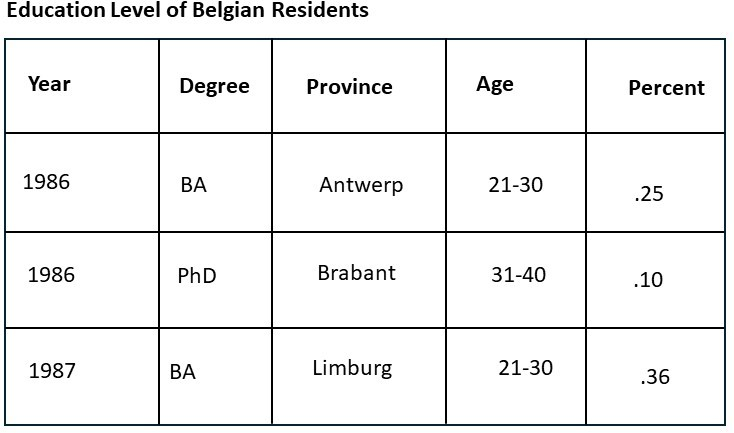 Education Level of Belgian Residents
Year Degree Province Age Percent
1986 BA Antwerp 21-30 .25
1986 PhD Brabant 31-40 .10
1987 BA Limburg 21-30 .36